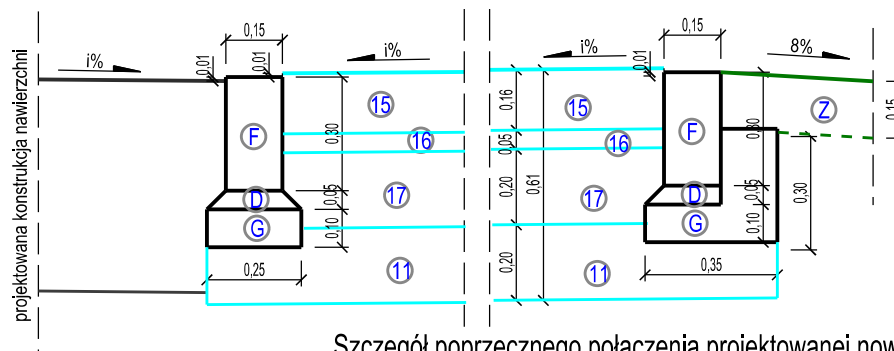 projektowana konstrukcja nawierzchni
i%
0,01
0,15
0,01
i%
i%
0,01
0,15
8%
15
F
0,30
16
D
0,05
17
G
0,10
0,25
11
0,16
0,05
0,20
0,61
0,20
15
F
16
0,30
17
D
0,05
G
0,10
0,35
11
Z
0,15
0,30
Szczegół poprzecznego połączenia projektowanej now